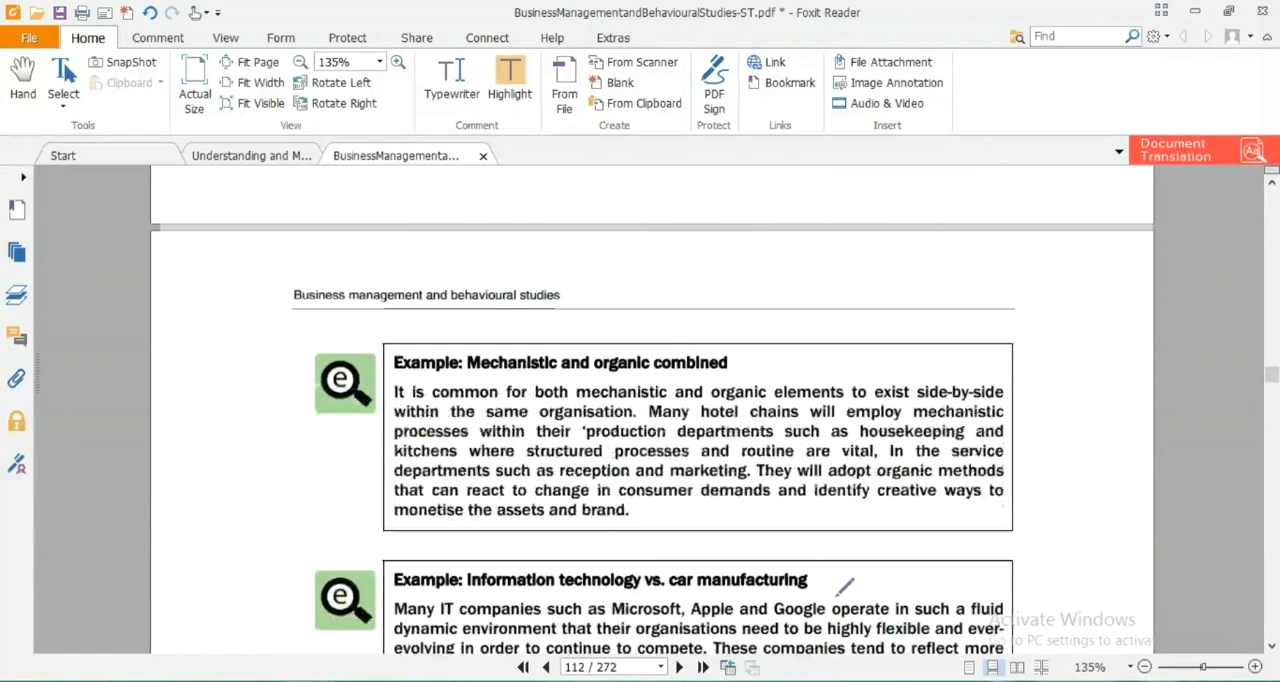 BusinessManagementandBehaviouralStudies-ST.pdf * - Foxit Reader
File Home Comment View Form Protect Share Connect Help Extras Find
SnapShot Fit Page 135% From Scanner Link File Attachment
Clipboard Fit Width Rotate Left Blank Bookmark Image Annotation
Hand Select Actual Size Fit Visible Rotate Right Typewriter Highlight From File From Clipboard PDF Sign Audio & Video
Tools View Comment Create Protect Links Insert
Start Understanding and M... BusinessManagementa... Document Translation
Business management and behavioural studies
Example: Mechanistic and organic combined
It is common for both mechanistic and organic elements to exist side-by-side
within the same organisation. Many hotel chains will employ mechanistic
processes within their ‘production departments such as housekeeping and
kitchens where structured processes and routine are vital, In the service
departments such as reception and marketing. They will adopt organic methods
that can react to change in consumer demands and identify creative ways to
monetise the assets and brand.
Example: Information technology vs. car manufacturing
Many IT companies such as Microsoft, Apple and Google operate in such a fluid
dynamic environment that their organisations need to be highly flexible and ever-
evolving in order to continue to compete. These companies tend to reflect more
Activate Windows
Go to PC settings to activa
112 / 272 135%